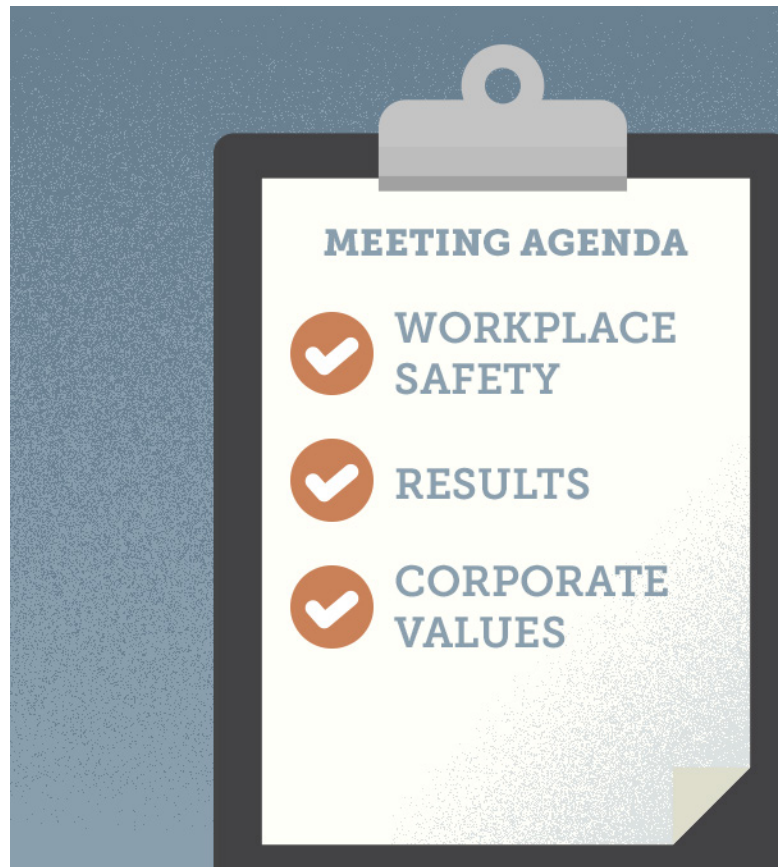 MEETING AGENDA
WORKPLACE
SAFETY
RESULTS
CORPORATE
VALUES